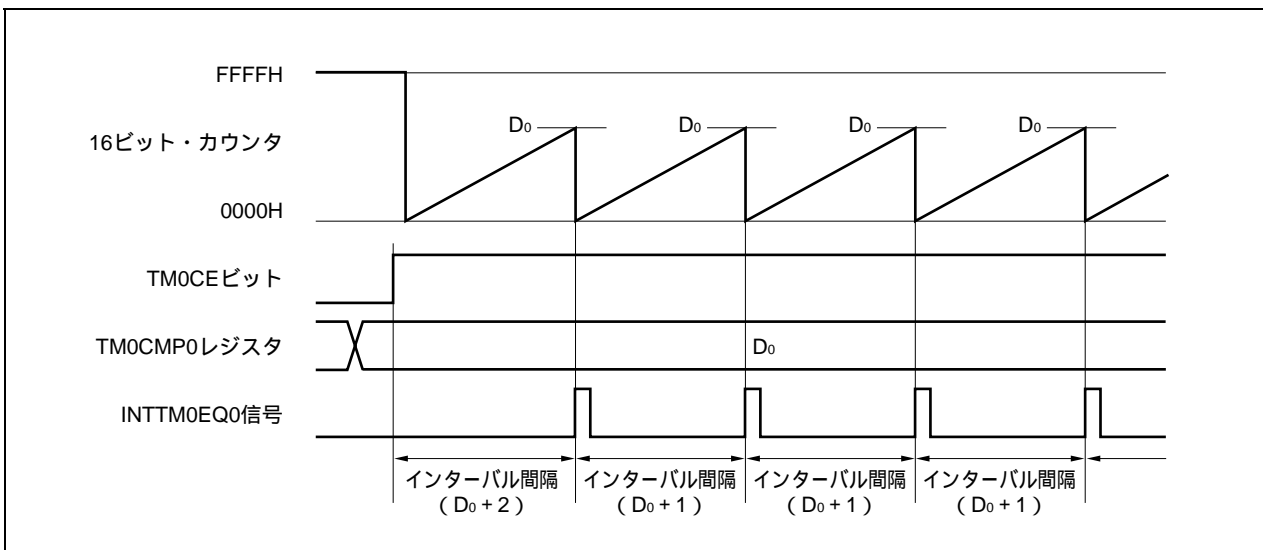 FFFFH
D0 D0 D0 D0
16ビット・カウンタ
0000H
TM0CEビット
TM0CMP0レジスタ D0
INTTM0EQ0信号
インターバル間隔 インターバル間隔 インターバル間隔 インターバル間隔
（D0 + 2） （D0 + 1） （D0 + 1） （D0 + 1）